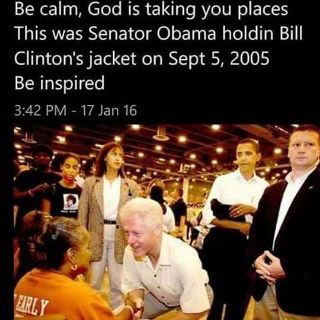 Be calm, God is taking you places
This was Senator Obama holdin Bill
Clinton's jacket on Sept 5, 2005
Be inspired
3:42 PM - 17 Jan 16
EARLY